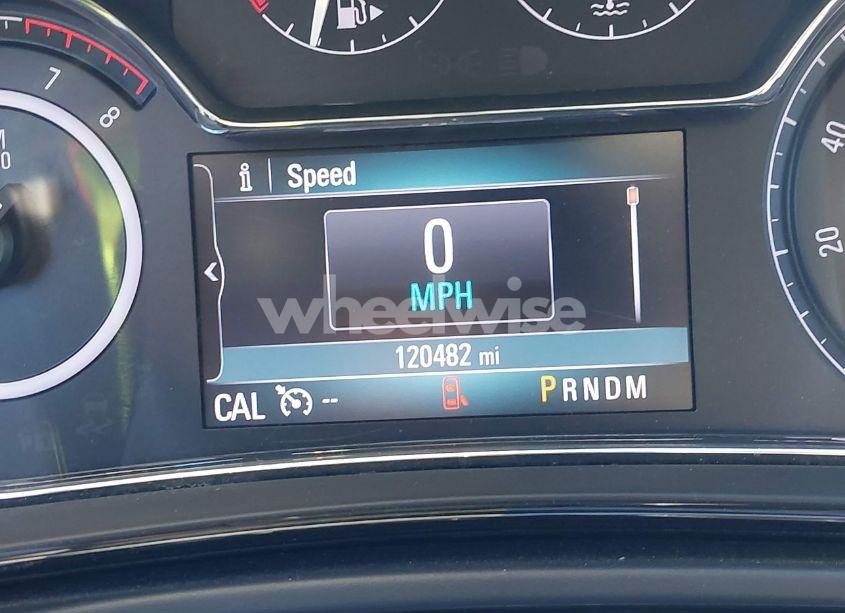 7
8
40
20
i Speed
0
MPH
wheelwise
120482 mi
CAL -- PRNDM